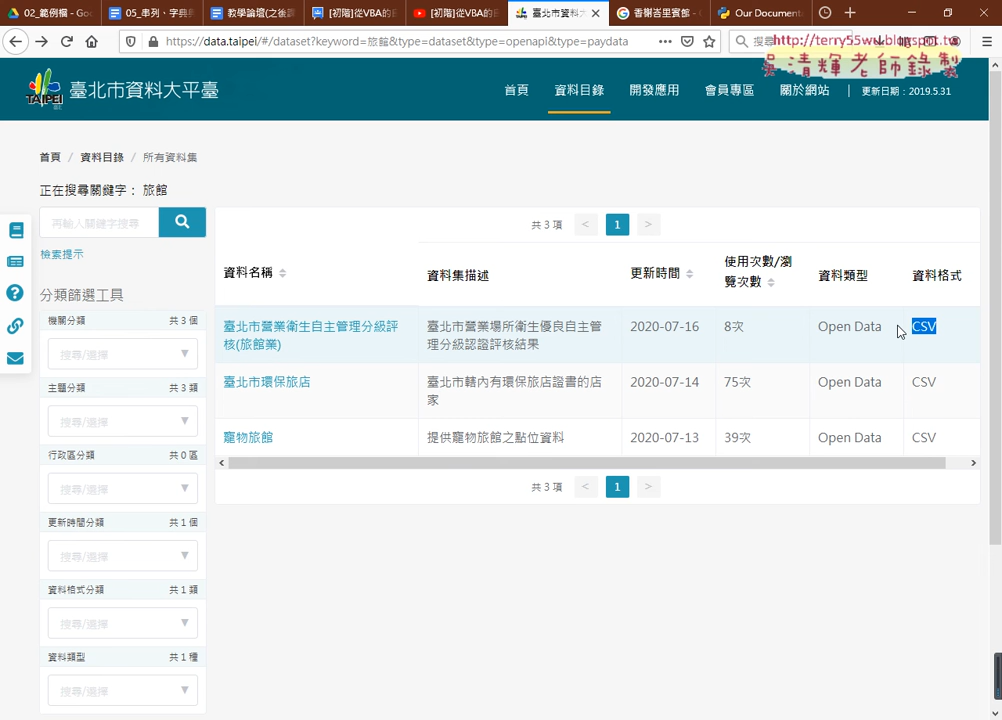 02_範例檔 - Goo
05_串列、字典
教學論壇(之後課
[初階]從VBA的E
[初階]從VBA的E
臺北市資料大
香榭峇里賓館 - G
Our Documents
https://data.taipei/#/dataset?keyword=旅館&type=dataset&type=openapi&type=paydata
搜尋
http://terry55wu.blogspot.tw
吳清輝老師錄製
TAIPEI
臺北市資料大平臺
首頁
資料目錄
開發應用
會員專區
關於網站
更新日期:2019.5.31
首頁 / 資料目錄 / 所有資料集
正在搜尋關鍵字: 旅館
再輸入關鍵字搜尋
檢索提示
分類篩選工具
機關分類 共 3 個
搜尋/選擇
主題分類 共 3 類
搜尋/選擇
行政區分類 共 0 區
搜尋/選擇
更新時間分類 共 1 個
搜尋/選擇
資料格式分類 共 1 類
搜尋/選擇
資料類型 共 1 種
搜尋/選擇
共 3 項 < 1 >
資料名稱
資料集描述
更新時間
使用次數/瀏
覽次數
資料類型
資料格式
臺北市營業衛生自主管理分級評
核(旅館業)
臺北市營業場所衛生優良自主管
理分級認證評核結果
2020-07-16
8次
Open Data
CSV
臺北市環保旅店
臺北市轄內有環保旅店證書的店
家
2020-07-14
75次
Open Data
CSV
寵物旅館
提供寵物旅館之點位資料
2020-07-13
39次
Open Data
CSV
共 3 項 < 1 >